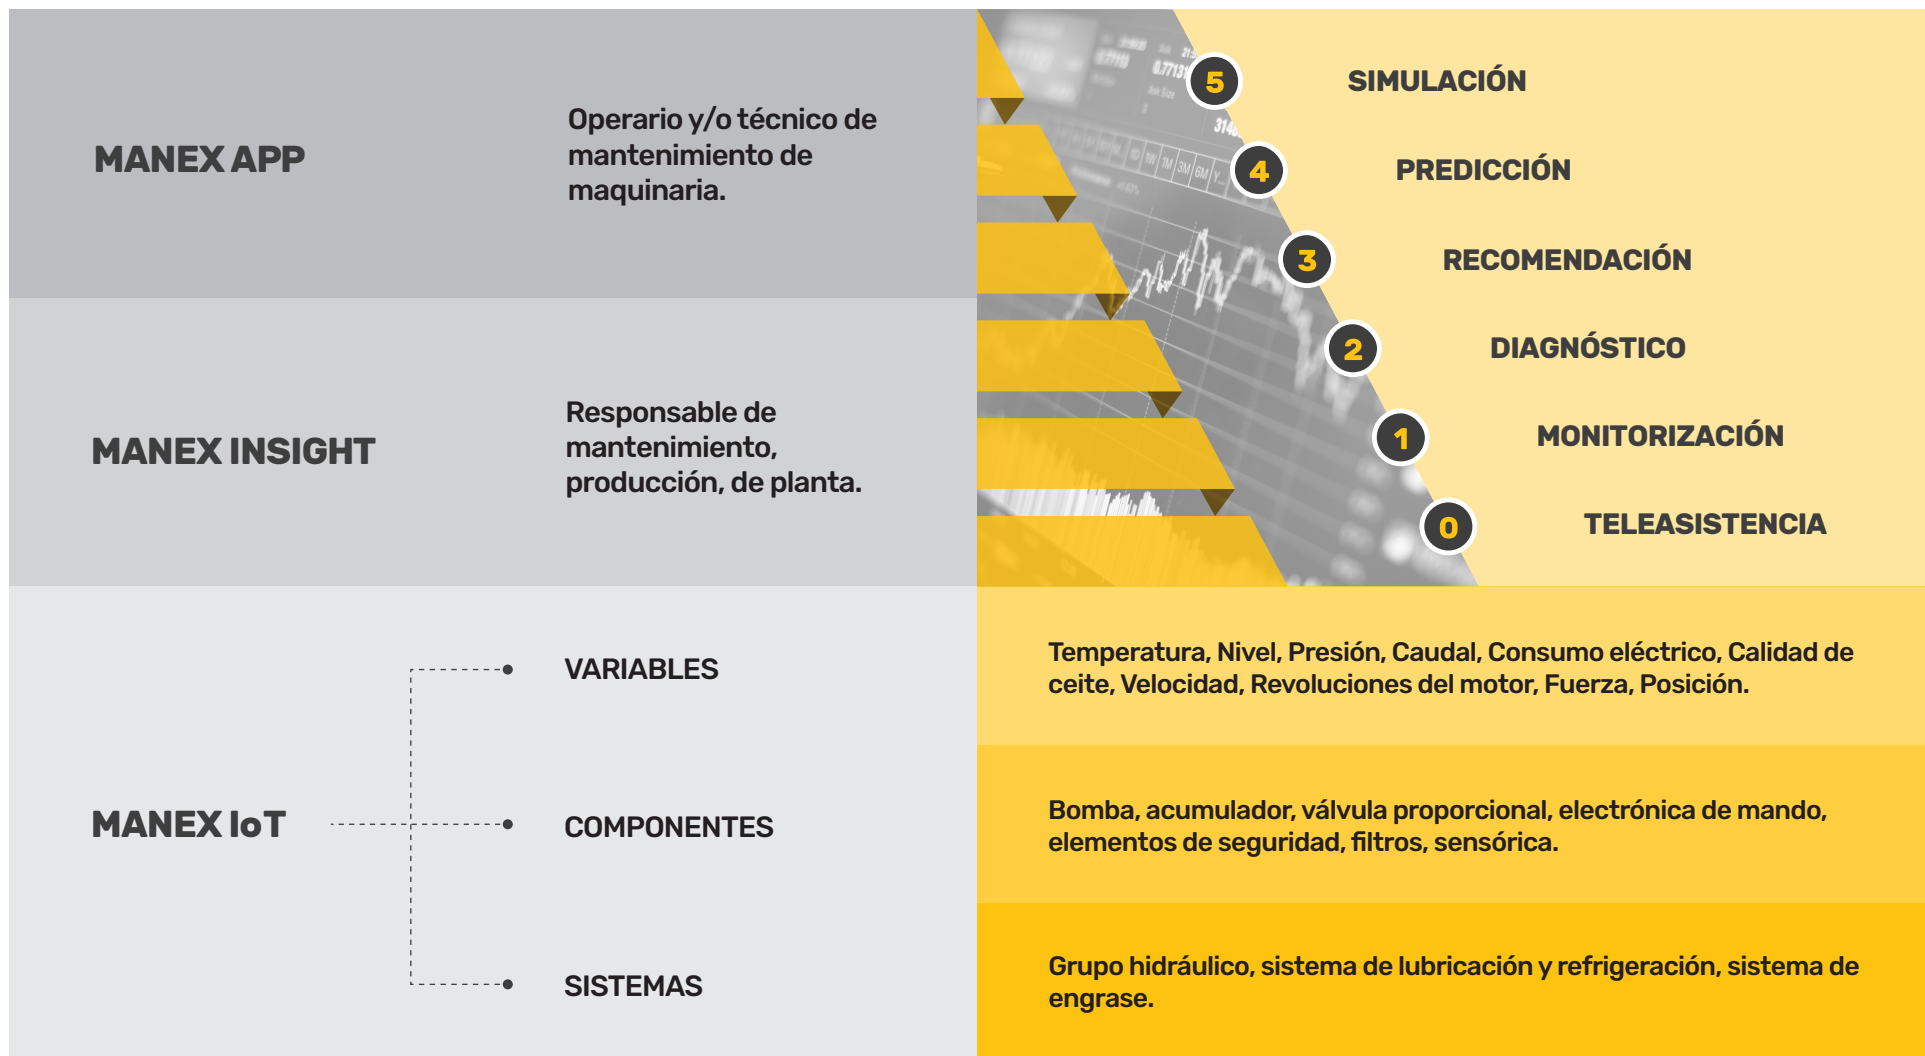 MANEX APP
Operario y/o técnico de
mantenimiento de
maquinaria.
5
SIMULACIÓN
4
PREDICCIÓN
3
RECOMENDACIÓN
2
DIAGNÓSTICO
1
MONITORIZACIÓN
0
TELEASISTENCIA
MANEX INSIGHT
Responsable de
mantenimiento,
producción, de planta.
MANEX IoT
VARIABLES
Temperatura, Nivel, Presión, Caudal, Consumo eléctrico, Calidad de
ceite, Velocidad, Revoluciones del motor, Fuerza, Posición.
COMPONENTES
Bomba, acumulador, válvula proporcional, electrónica de mando,
elementos de seguridad, filtros, sensórica.
SISTEMAS
Grupo hidráulico, sistema de lubricación y refrigeración, sistema de
engrase.